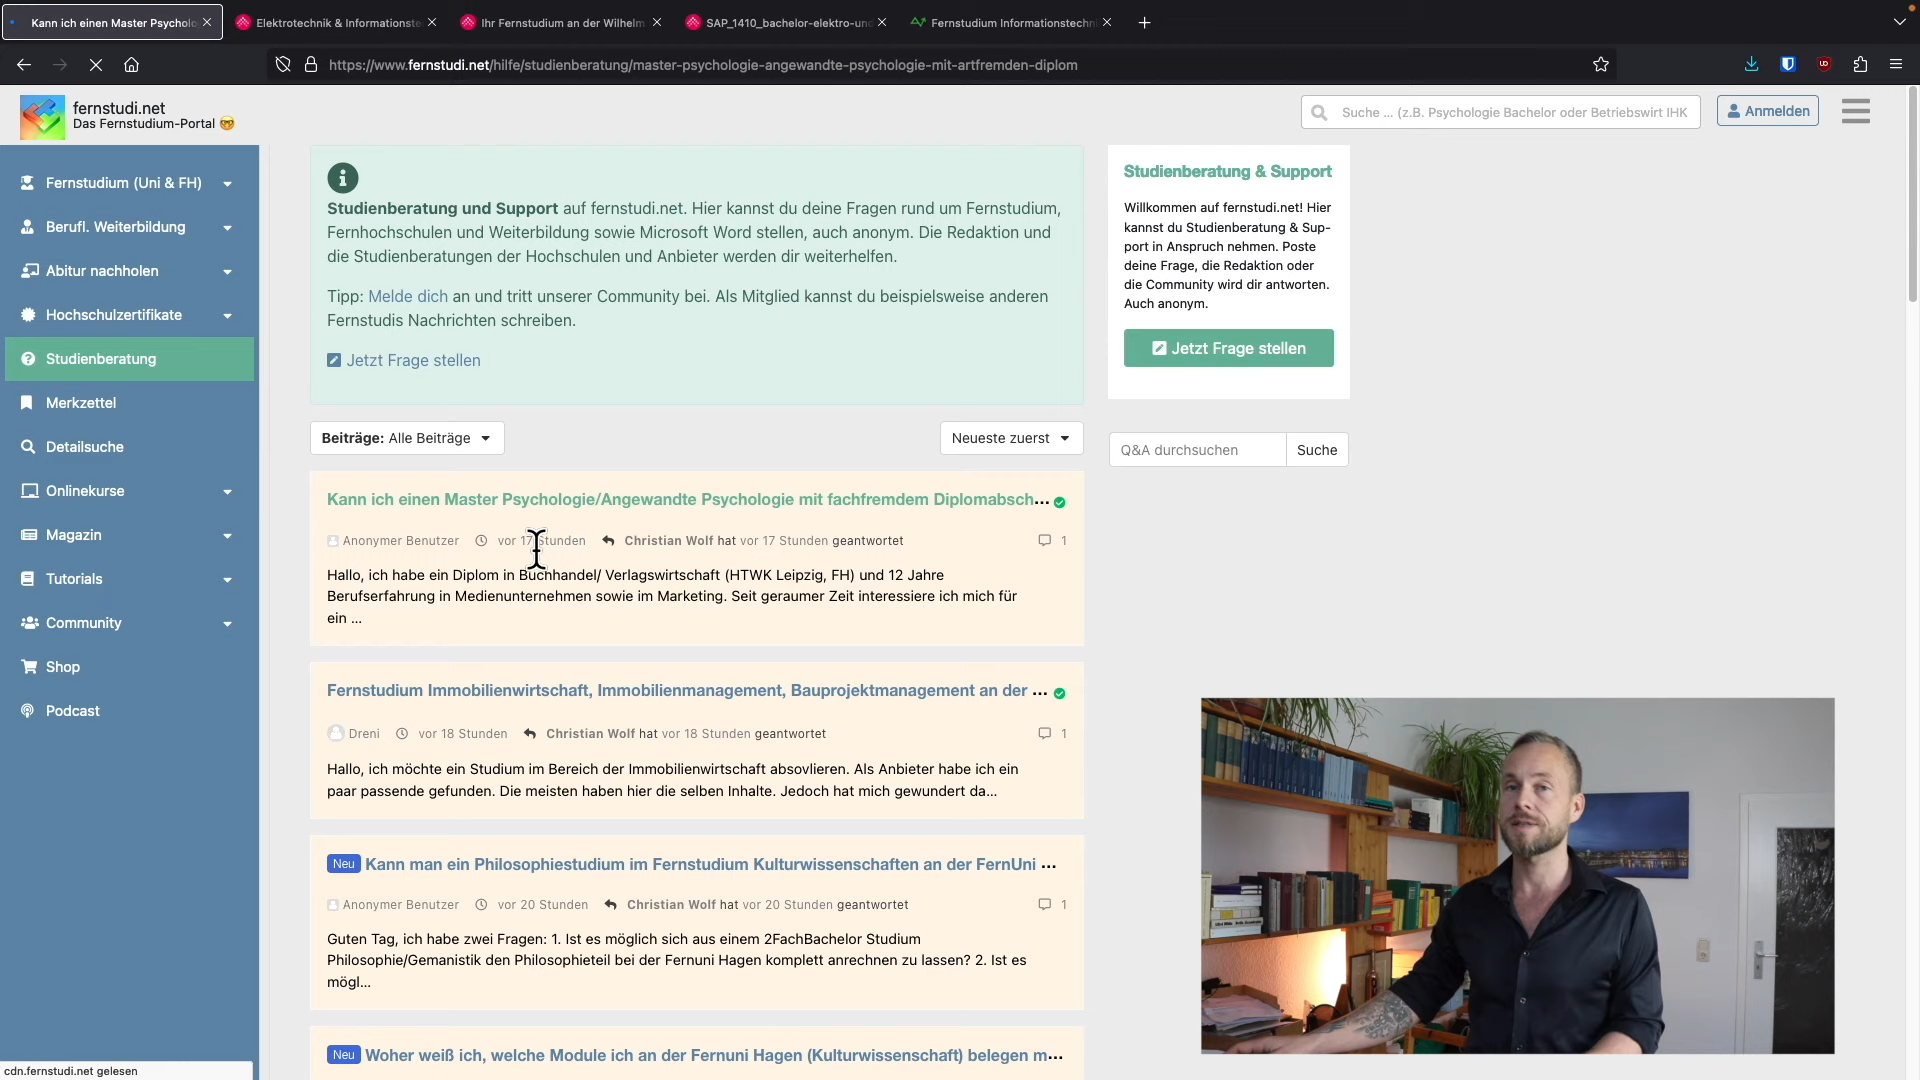 Kann ich einen Master Psycholo
Elektrotechnik & Informationste
Ihr Fernstudium an der Wilhelm
SAP_1410_bachelor-elektro-und
Fernstudium Informationstechn
https://www.fernstudi.net/hilfe/studienberatung/master-psychologie-angewandte-psychologie-mit-artfremden-diplom
fernstudi.net
Das Fernstudium-Portal
Suche ... (z.B. Psychologie Bachelor oder Betriebswirt IHK
Anmelden
Fernstudium (Uni & FH)
Berufl. Weiterbildung
Abitur nachholen
Hochschulzertifikate
Studienberatung
Merkzettel
Detailsuche
Onlinekurse
Magazin
Tutorials
Community
Shop
Podcast
Studienberatung und Support auf fernstudi.net. Hier kannst du deine Fragen rund um Fernstudium,
Fernhochschulen und Weiterbildung sowie Microsoft Word stellen, auch anonym. Die Redaktion und
die Studienberatungen der Hochschulen und Anbieter werden dir weiterhelfen.
Tipp: Melde dich an und tritt unserer Community bei. Als Mitglied kannst du beispielsweise anderen
Fernstudis Nachrichten schreiben.
Jetzt Frage stellen
Studienberatung & Support
Willkommen auf fernstudi.net! Hier
kannst du Studienberatung & Sup-
port in Anspruch nehmen. Poste
deine Frage, die Redaktion oder
die Community wird dir antworten.
Auch anonym.
Jetzt Frage stellen
Beiträge: Alle Beiträge
Neueste zuerst
Q&A durchsuchen
Suche
Kann ich einen Master Psychologie/Angewandte Psychologie mit fachfremdem Diplomabsch...
Anonymer Benutzer vor 17 Stunden Christian Wolf hat vor 17 Stunden geantwortet 1
Hallo, ich habe ein Diplom in Buchhandel/ Verlagswirtschaft (HTWK Leipzig, FH) und 12 Jahre
Berufserfahrung in Medienunternehmen sowie im Marketing. Seit geraumer Zeit interessiere ich mich für
ein ...
Fernstudium Immobilienwirtschaft, Immobilienmanagement, Bauprojektmanagement an der ...
Dreni vor 18 Stunden Christian Wolf hat vor 18 Stunden geantwortet 1
Hallo, ich möchte ein Studium im Bereich der Immobilienwirtschaft absovlieren. Als Anbieter habe ich ein
paar passende gefunden. Die meisten haben hier die selben Inhalte. Jedoch hat mich gewundert da...
Neu Kann man ein Philosophiestudium im Fernstudium Kulturwissenschaften an der FernUni ...
Anonymer Benutzer vor 20 Stunden Christian Wolf hat vor 20 Stunden geantwortet 1
Guten Tag, ich habe zwei Fragen: 1. Ist es möglich sich aus einem 2FachBachelor Studium
Philosophie/Gemanistik den Philosophieteil bei der Fernuni Hagen komplett anrechnen zu lassen? 2. Ist es
mögl...
Neu Woher weiß ich, welche Module ich an der Fernuni Hagen (Kulturwissenschaft) belegen m...
cdn.fernstudi.net gelesen